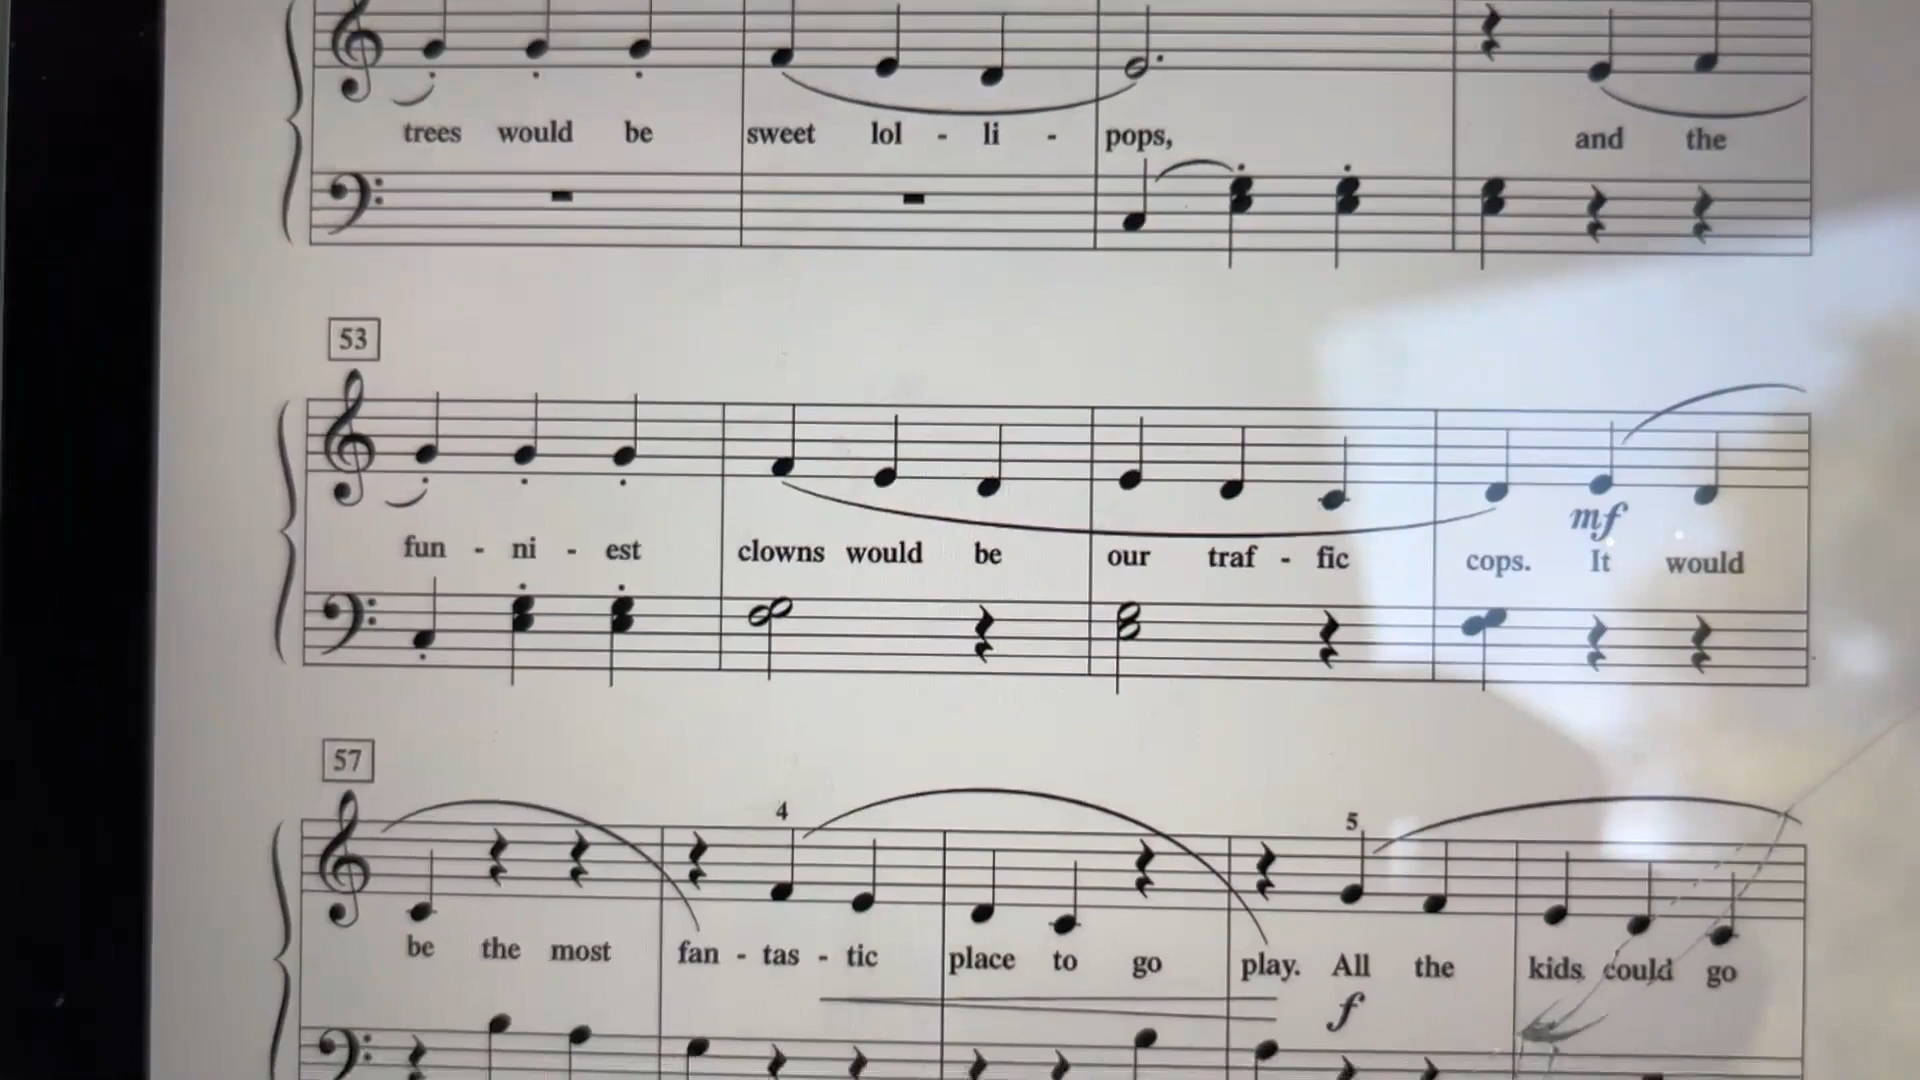 trees would be sweet lol - li - pops, and the
53
fun - ni - est clowns would be our traf - fic cops. It would
mf
57
4 5
be the most fan - tas - tic place to go play. All the kids could go
f